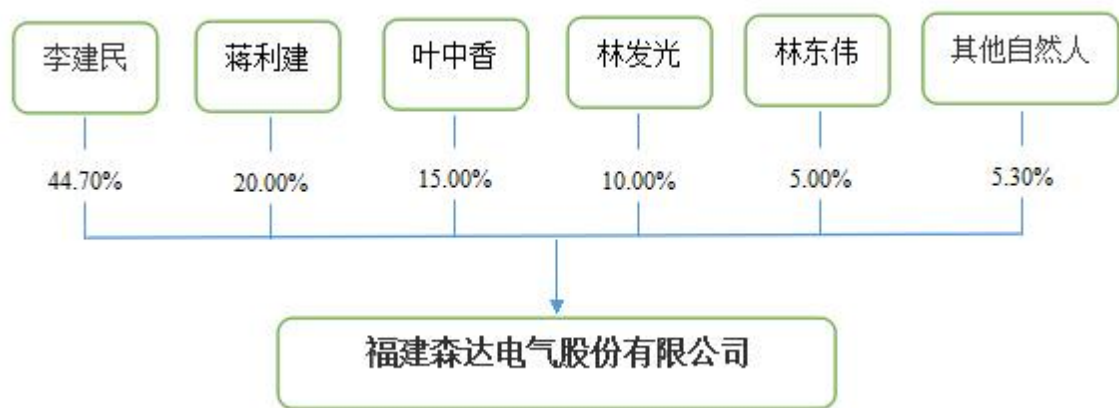 李建民
蒋利建
叶中香
林发光
林东伟
其他自然人
44.70%
20.00%
15.00%
10.00%
5.00%
5.30%
福建森达电气股份有限公司